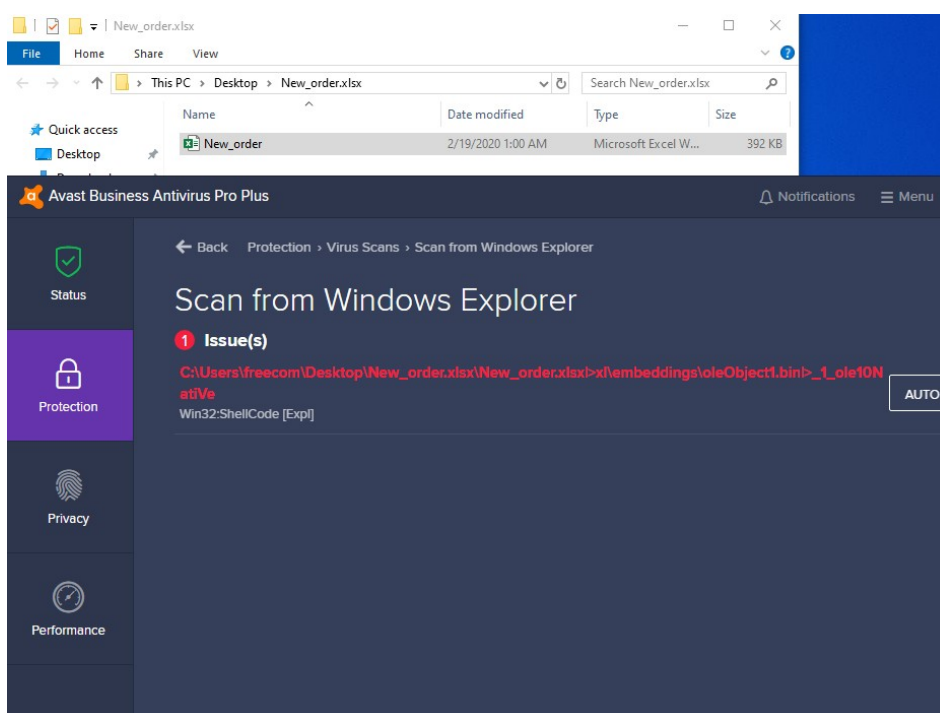 New_order.xlsx
File Home Share View
This PC > Desktop > New_order.xlsx Search New_order.xlsx
Name Date modified Type Size
Quick access
New_order 2/19/2020 1:00 AM Microsoft Excel W... 392 KB
Desktop
Avast Business Antivirus Pro Plus Notifications Menu
Back Protection › Virus Scans › Scan from Windows Explorer
Status
Scan from Windows Explorer
1 Issue(s)
C:\Users\freecom\Desktop\New_order.xlsx\New_order.xlsx|>xl\embeddings\oleObject1.bin|>_1_ole10N
atiVe
AUTO
Win32:ShellCode [Expl]
Protection
Privacy
Performance